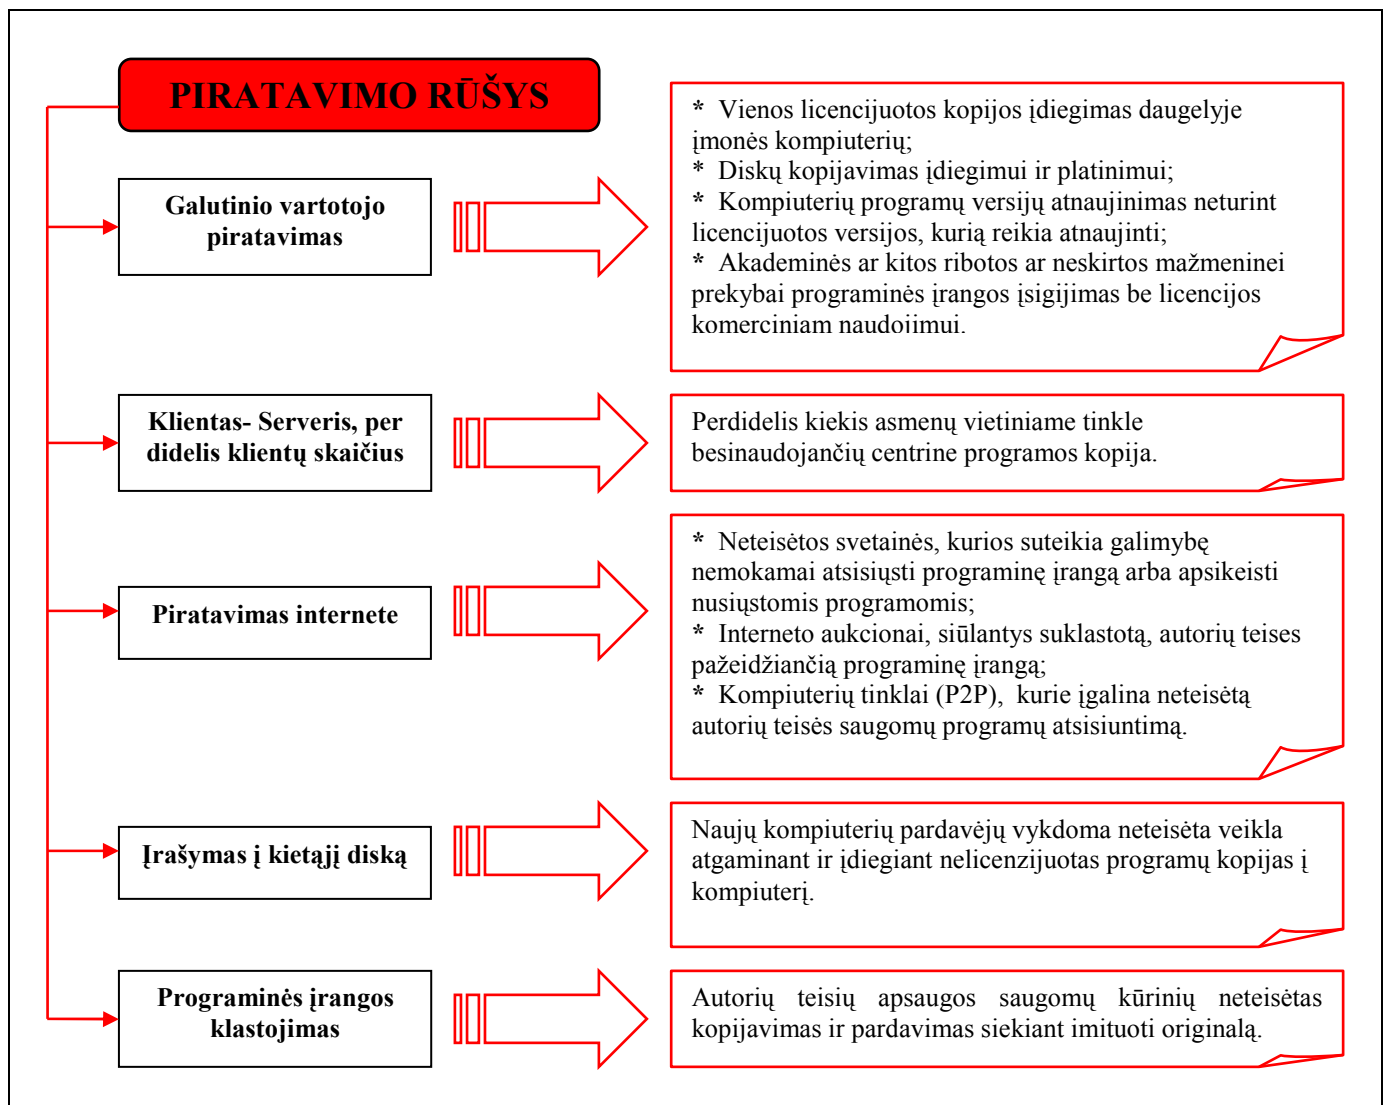 PIRATAVIMO RŪŠYS
Galutinio vartotojo
piratavimas
* Vienos licencijuotos kopijos įdiegimas daugelyje
įmonės kompiuterių;
* Diskų kopijavimas įdiegimui ir platinimui;
* Kompiuterių programų versijų atnaujinimas neturint
licencijuotos versijos, kurią reikia atnaujinti;
* Akademinės ar kitos ribotos ar neskirtos mažmeninei
prekybai programinės įrangos įsigijimas be licencijos
komerciniam naudojimui.
Klientas- Serveris, per
didelis klientų skaičius
Perdidelis kiekis asmenų vietiniame tinkle
besinaudojančių centrine programos kopija.
Piratavimas internete
* Neteisėtos svetainės, kurios suteikia galimybę
nemokamai atsisiųsti programinę įrangą arba apsikeisti
nusiųstomis programomis;
* Interneto aukcionai, siūlantys suklastotą, autorių teises
pažeidžiančią programinę įrangą;
* Kompiuterių tinklai (P2P), kurie įgalina neteisėtą
autorių teisės saugomų programų atsisiuntimą.
Įrašymas į kietąjį diską
Naujų kompiuterių pardavėjų vykdoma neteisėta veikla
atgaminant ir įdiegiant nelicenzijuotas programų kopijas į
kompiuterį.
Programinės įrangos
klastojimas
Autorių teisių apsaugos saugomų kūrinių neteisėtas
kopijavimas ir pardavimas siekiant imituoti originalą.